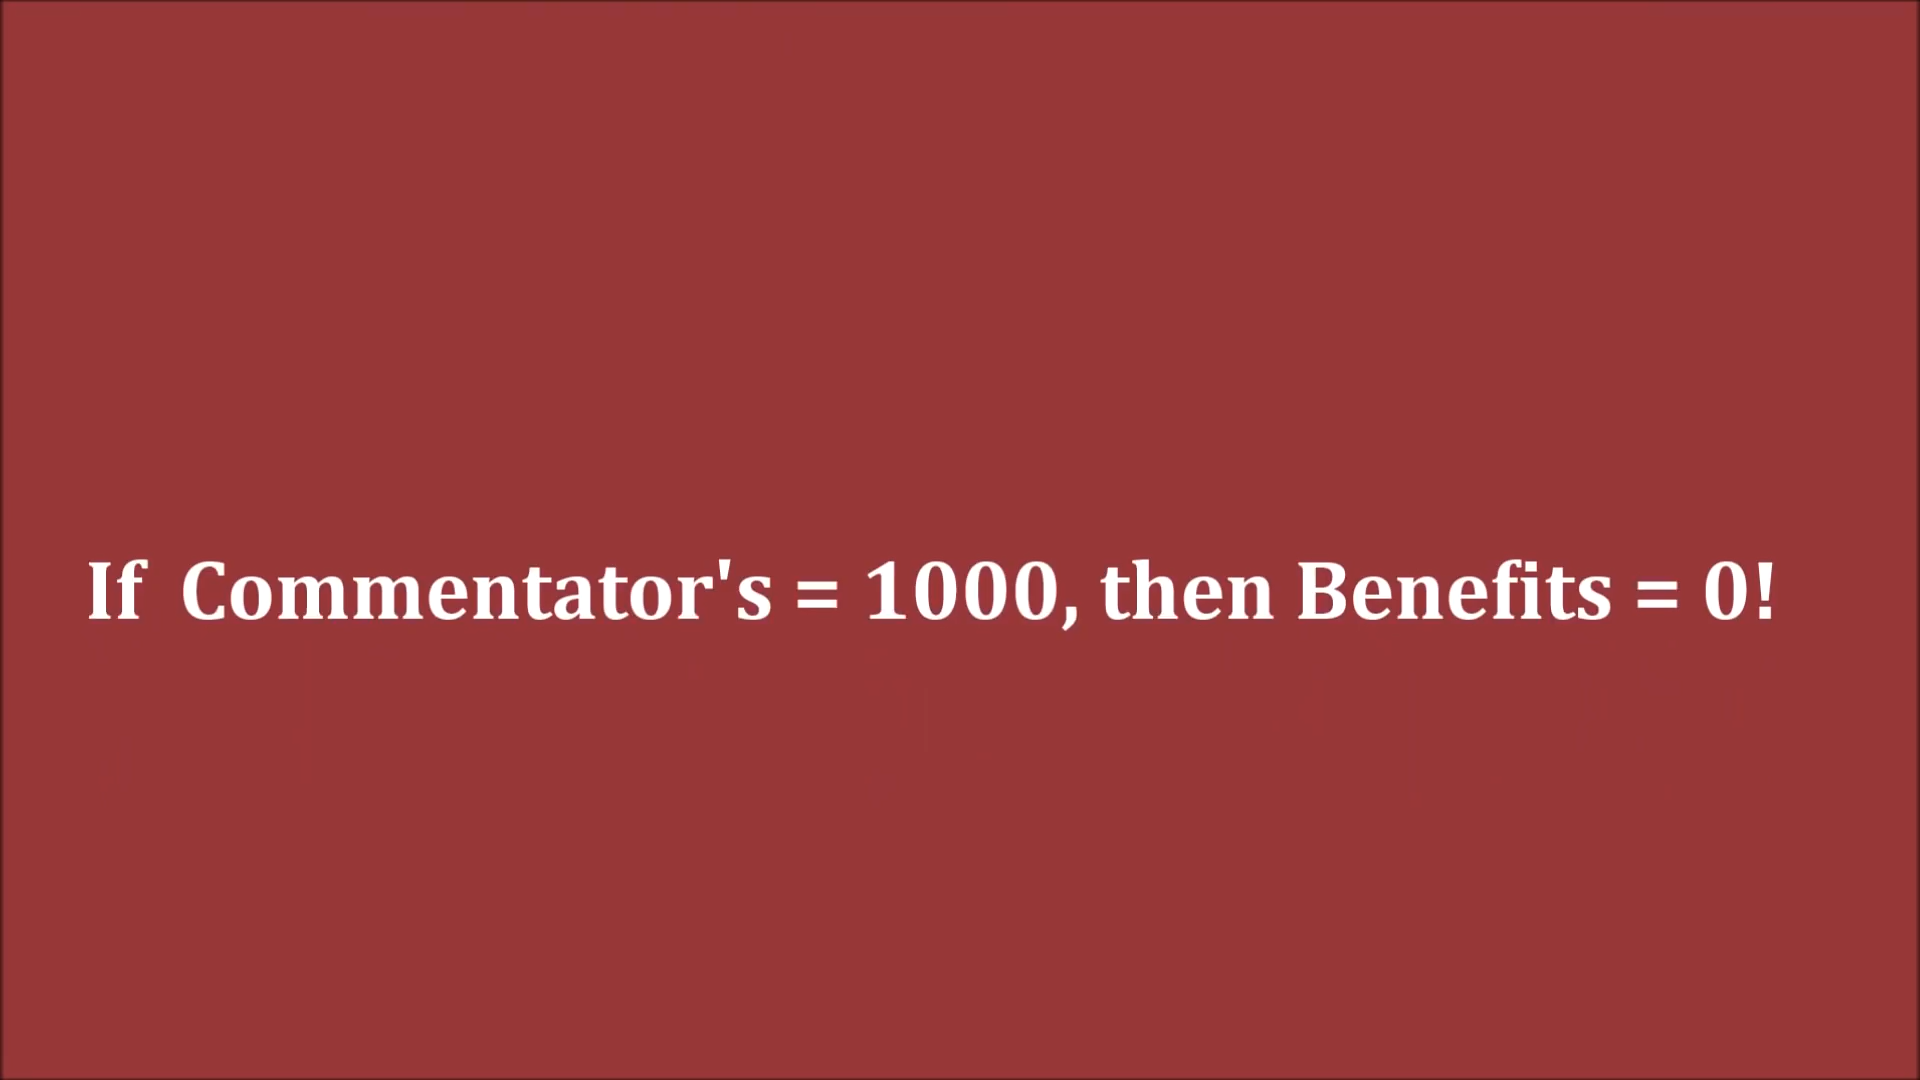 If  Commentator's = 1000, then Benefits = 0!